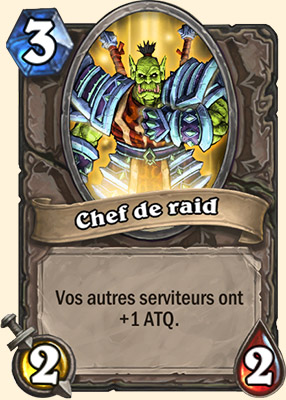 3
Chef de raid
Vos autres serviteurs ont
+1 ATQ.
2
2